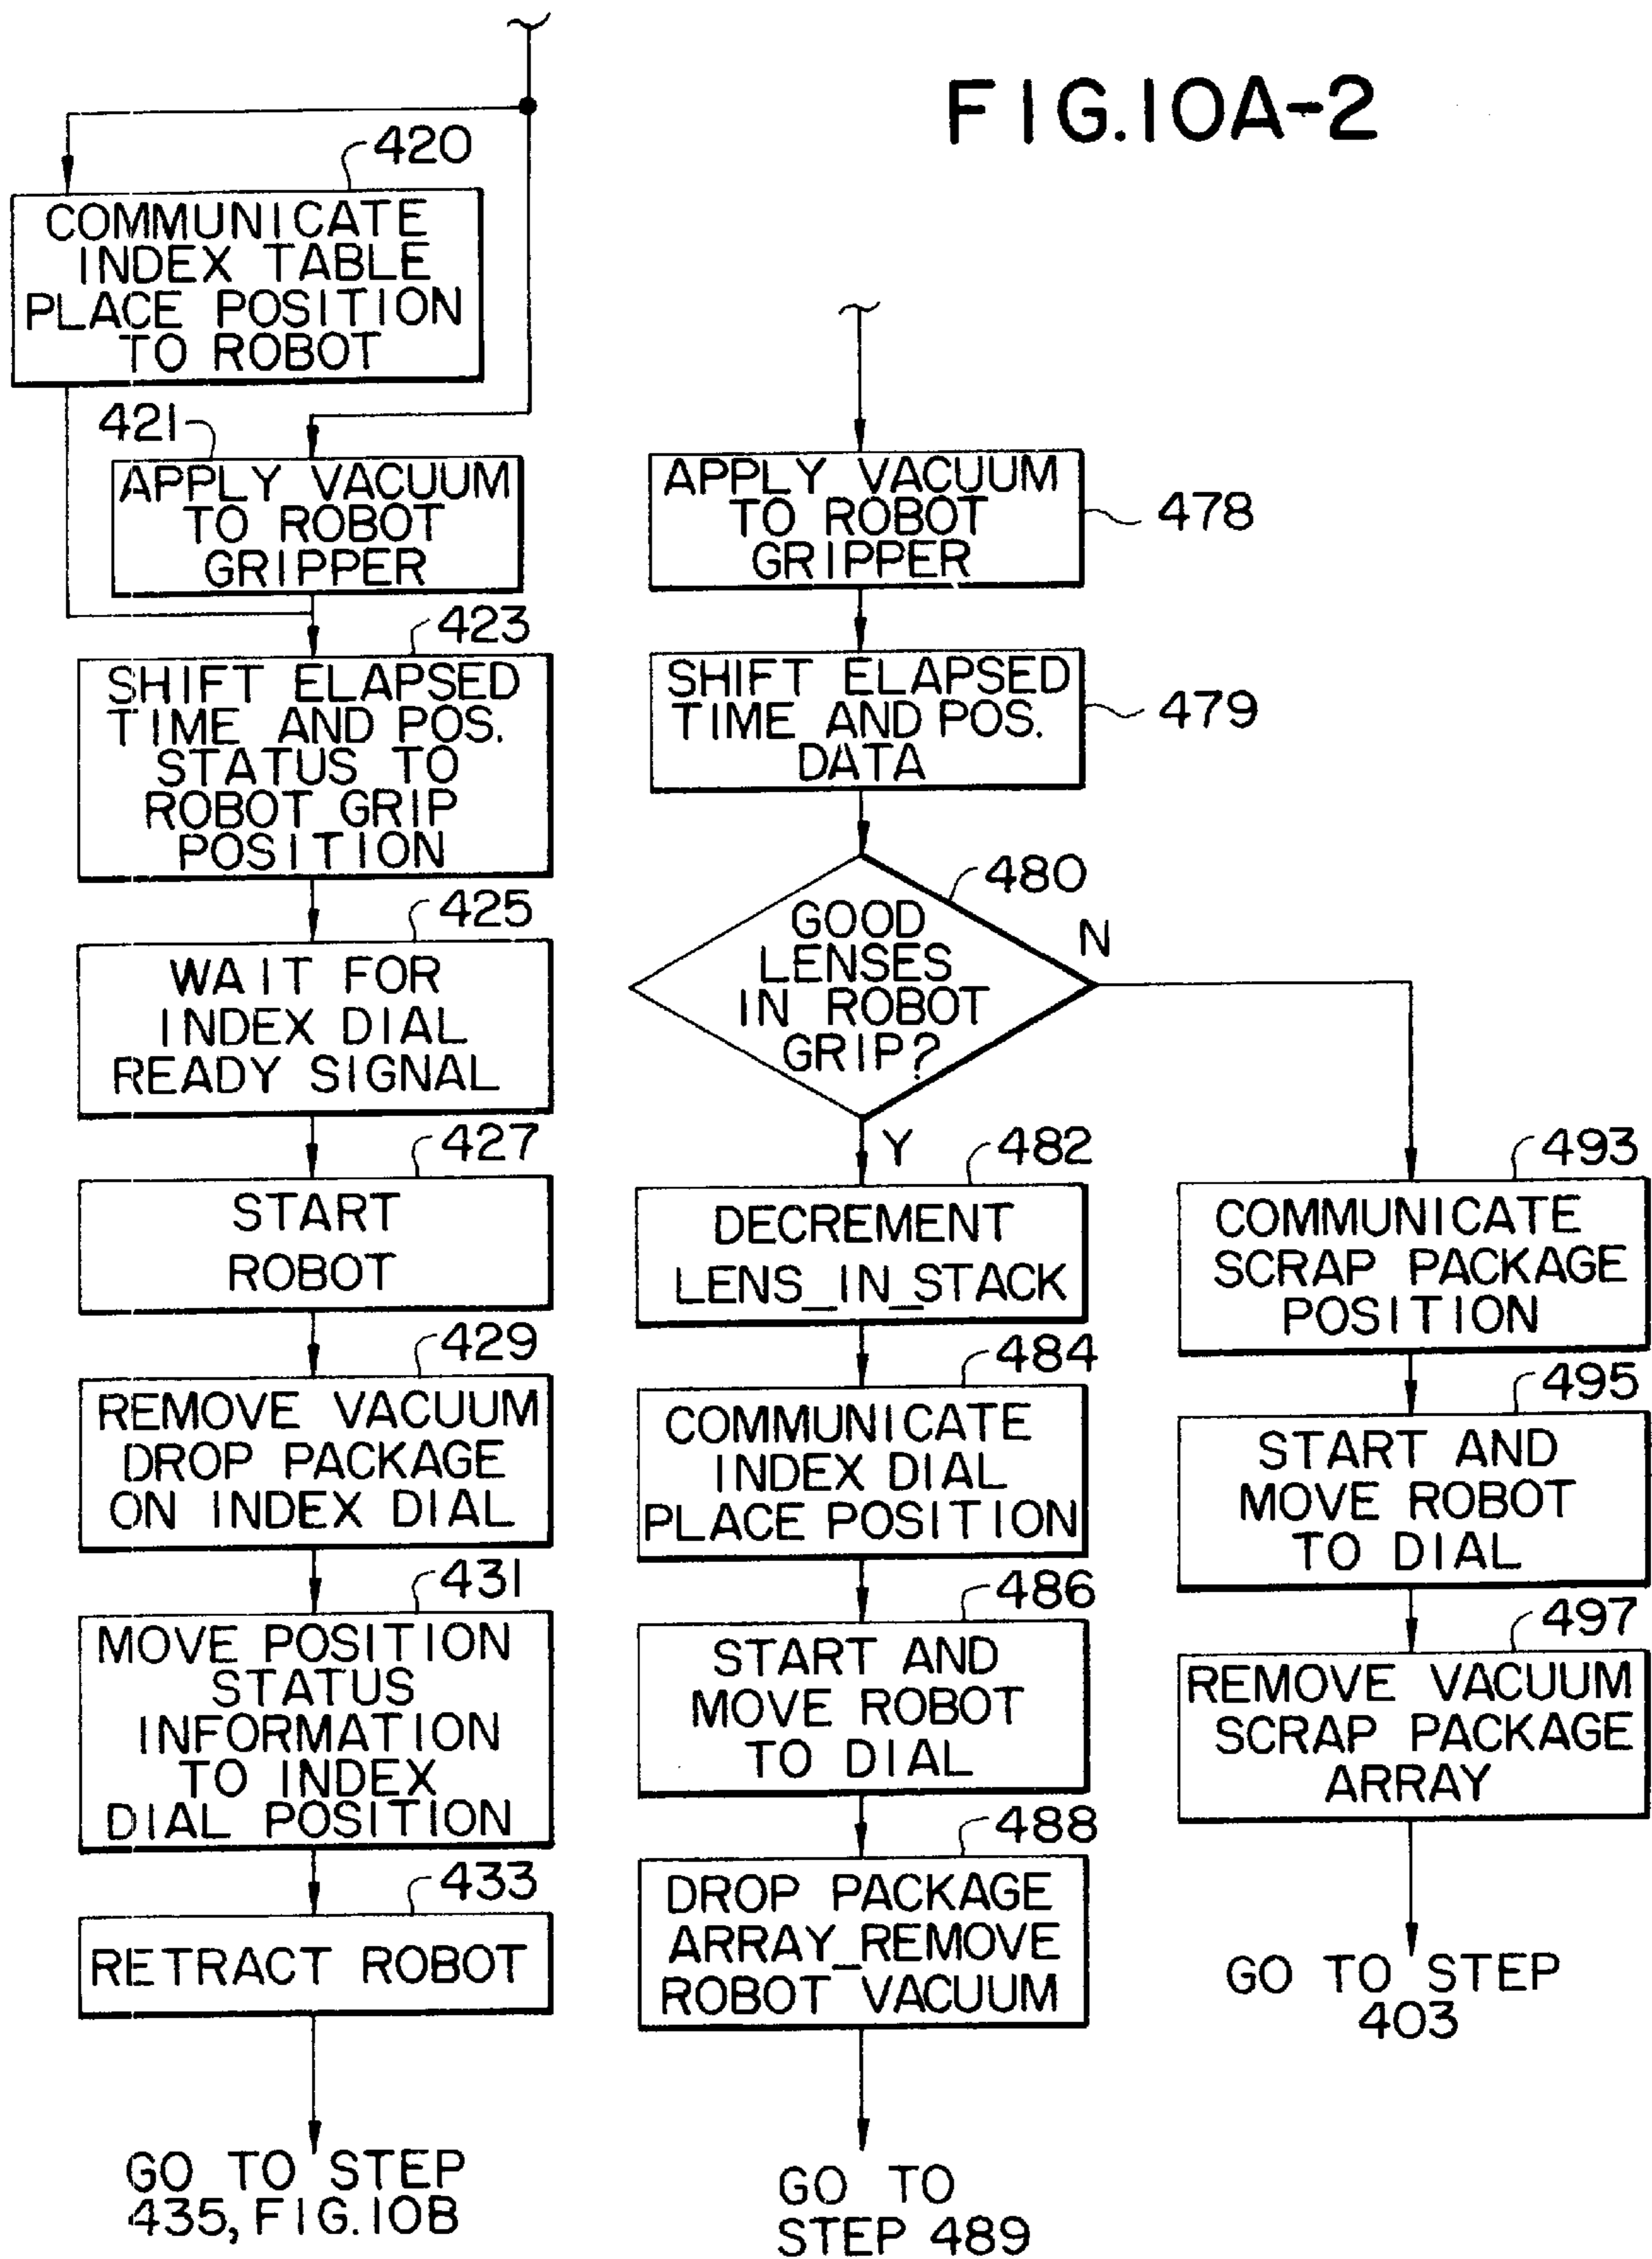 FIG.10A-2
420
COMMUNICATE
INDEX TABLE
PLACE POSITION
TO ROBOT
421
APPLY VACUUM
TO ROBOT
GRIPPER
423
SHIFT ELAPSED
TIME AND POS.
STATUS TO
ROBOT GRIP
POSITION
425
WAIT FOR
INDEX DIAL
READY SIGNAL
427
START
ROBOT
429
REMOVE VACUUM
DROP PACKAGE
ON INDEX DIAL
431
MOVE POSITION
STATUS
INFORMATION
TO INDEX
DIAL POSITION
433
RETRACT ROBOT
GO TO STEP
435, FIG.10B
APPLY VACUUM
TO ROBOT
GRIPPER
478
SHIFT ELAPSED
TIME AND POS.
DATA
479
480
GOOD
LENSES
IN ROBOT
GRIP?
N
Y
482
DECREMENT
LENS_IN_STACK
484
COMMUNICATE
INDEX DIAL
PLACE POSITION
486
START AND
MOVE ROBOT
TO DIAL
488
DROP PACKAGE
ARRAY_REMOVE
ROBOT VACUUM
GO TO
STEP 489
493
COMMUNICATE
SCRAP PACKAGE
POSITION
495
START AND
MOVE ROBOT
TO DIAL
497
REMOVE VACUUM
SCRAP PACKAGE
ARRAY
GO TO STEP
403